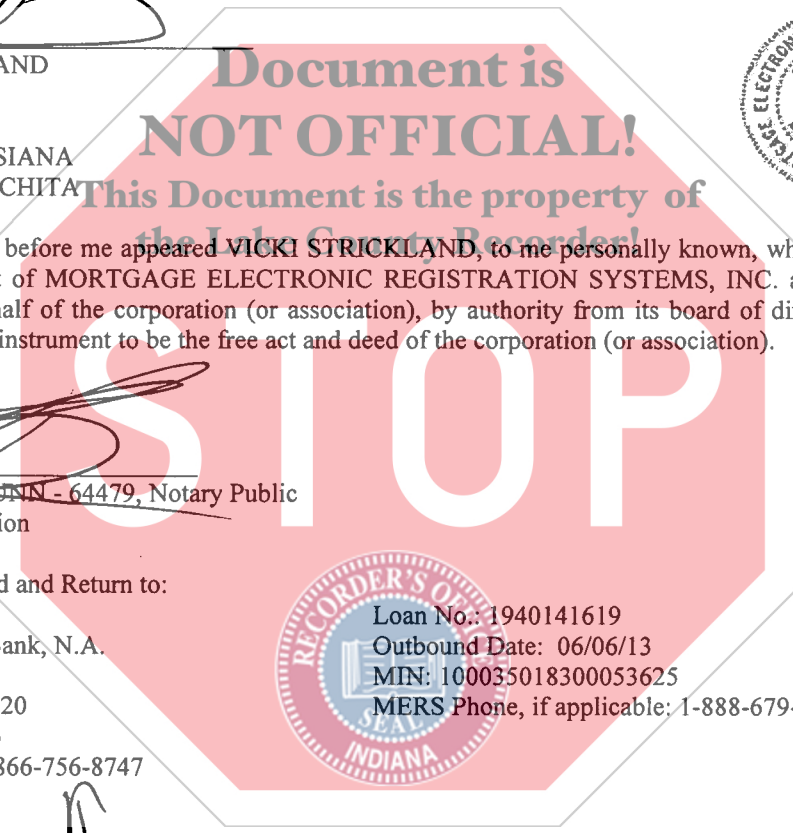 AND
Document is
NOT OFFICIAL!
SIANA
CHITA
This Document is the property of
the Lake County Recorder!
before me appeared VICKI STRICKLAND, to me personally known, wh
of MORTGAGE ELECTRONIC REGISTRATION SYSTEMS, INC. a
half of the corporation (or association), by authority from its board of di
instrument to be the free act and deed of the corporation (or association).
STOP
UNN - 64479, Notary Public
ion
d and Return to:
Loan No.: 1940141619
ank, N.A.
Outbound Date: 06/06/13
MIN: 100035018300053625
20
MERS Phone, if applicable: 1-888-679-
866-756-8747
RECORDER'S OFFICE
SEAL
INDIANA
MORTGAGE ELECTRON